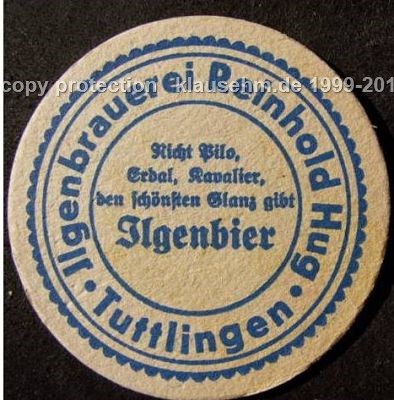 copy protection klausehm.de 1999-201
Ilgenbrauerei Reinhold Hug
Nicht Pilo,
Erdal, Kavalier,
den schönsten Glanz gibt
Ilgenbier
• Tuttlingen •